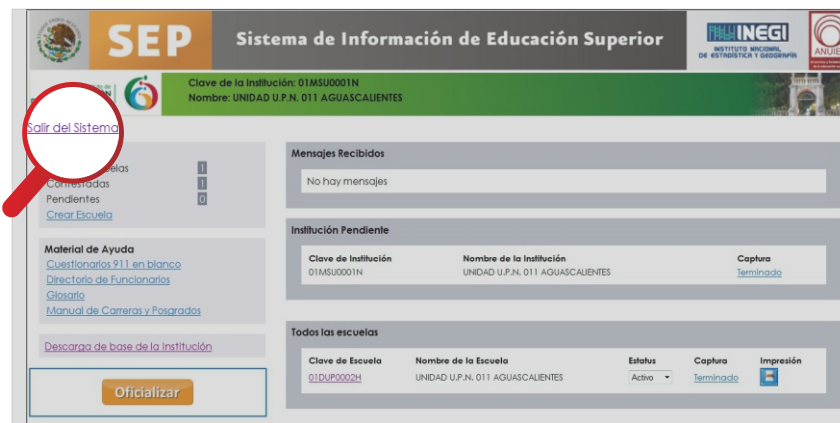 SEP
Sistema de Información de Educación Superior
INEGI
INSTITUTO NACIONAL
DE ESTADÍSTICA Y GEOGRAFÍA
ANUIE
Clave de la Institución: 01MSU0001N
Nombre: UNIDAD U.P.N. 011 AGUASCALIENTES
Salir del Sistema
elas 1
Contestadas 1
Pendientes 0
Crear Escuela
Material de Ayuda
Cuestionarios 911 en blanco
Directorio de Funcionarios
Glosario
Manual de Carreras y Posgrados
Descarga de base de la Institución
Oficializar
Mensajes Recibidos
No hay mensajes
Institución Pendiente
Clave de Institución Nombre de la Institución Captura
01MSU0001N UNIDAD U.P.N. 011 AGUASCALIENTES Terminado
Todos las escuelas
Clave de Escuela Nombre de la Escuela Estatus Captura Impresión
01DUP0002H UNIDAD U.P.N. 011 AGUASCALIENTES Activo Terminado